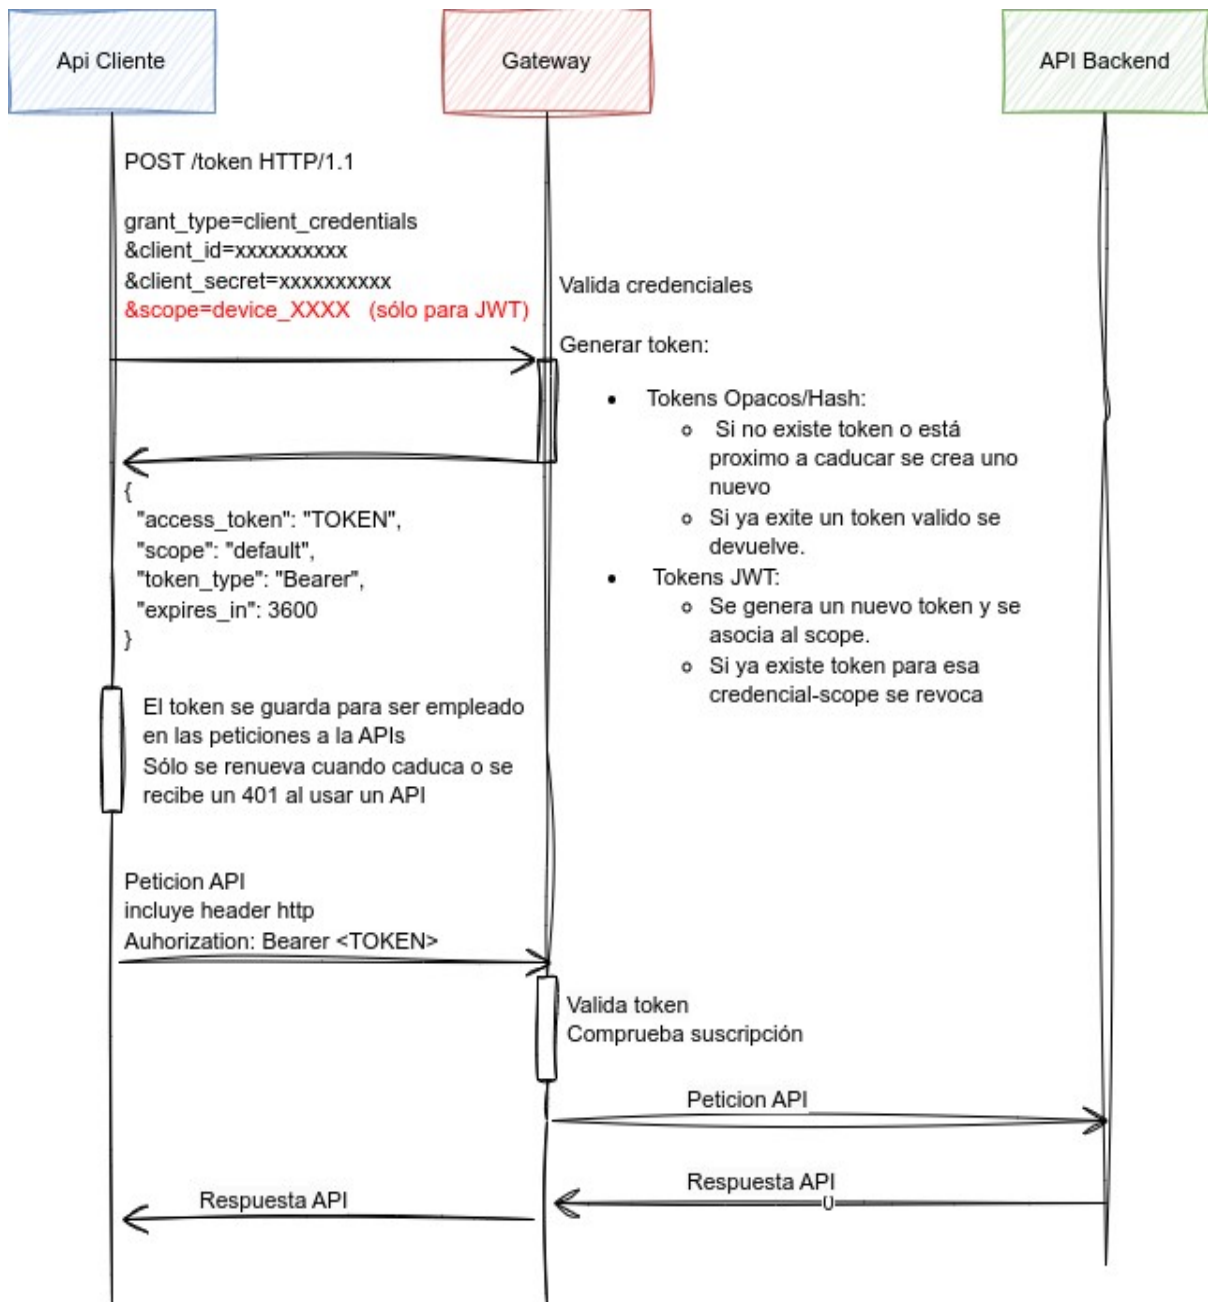 Api Cliente
Gateway
API Backend
POST /token HTTP/1.1
grant_type=client_credentials
&client_id=xxxxxxxxxx
&client_secret=xxxxxxxxxx
&scope=device_XXXX (sólo para JWT)
Valida credenciales
Generar token:
• Tokens Opacos/Hash:
o Si no existe token o está
proximo a caducar se crea uno
nuevo
o Si ya exite un token valido se
devuelve.
• Tokens JWT:
o Se genera un nuevo token y se
asocia al scope.
o Si ya existe token para esa
credencial-scope se revoca
{
"access_token": "TOKEN",
"scope": "default",
"token_type": "Bearer",
"expires_in": 3600
}
El token se guarda para ser empleado
en las peticiones a la APIs
Sólo se renueva cuando caduca o se
recibe un 401 al usar un API
Peticion API
incluye header http
Auhorization: Bearer <TOKEN>
Valida token
Comprueba suscripción
Peticion API
Respuesta API
Respuesta API